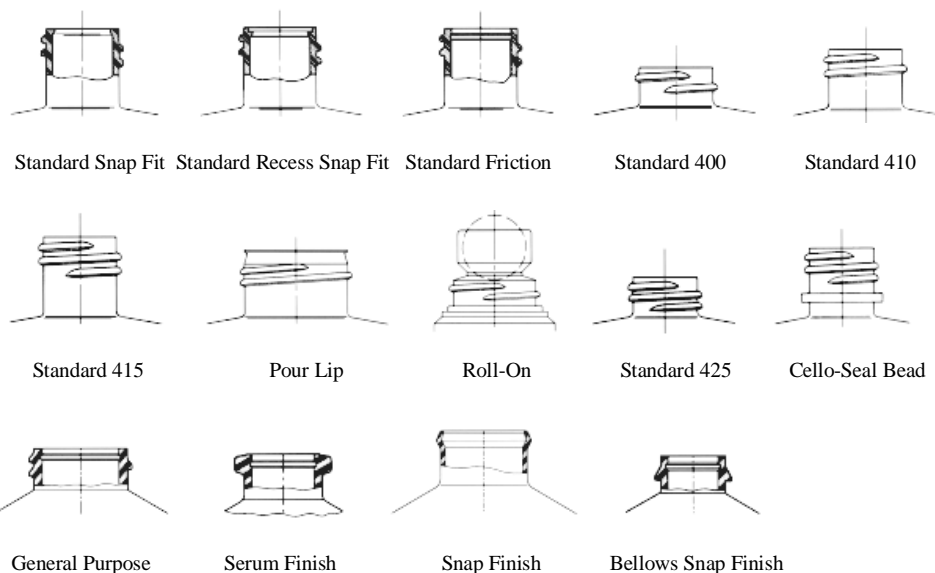 Standard Snap Fit
Standard Recess Snap Fit
Standard Friction
Standard 400
Standard 410
Standard 415
Pour Lip
Roll-On
Standard 425
Cello-Seal Bead
General Purpose
Serum Finish
Snap Finish
Bellows Snap Finish